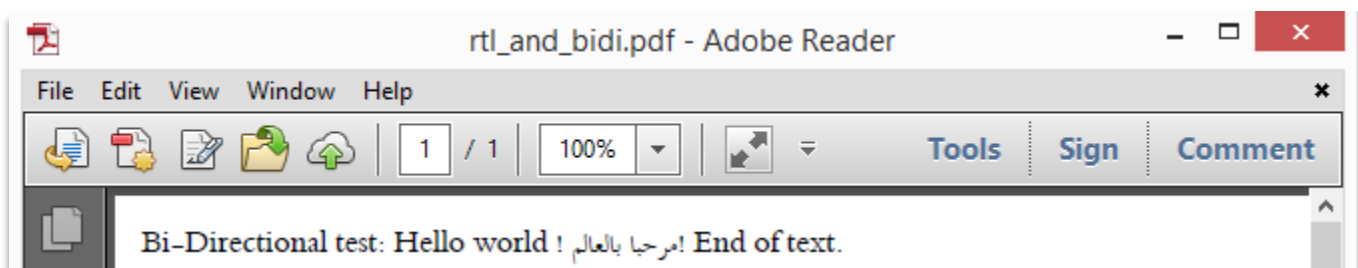 rtl_and_bidi.pdf - Adobe Reader
File Edit View Window Help
1 / 1 100% Tools Sign Comment
Bi-Directional test: Hello world ! مرحبا بالعالم! End of text.